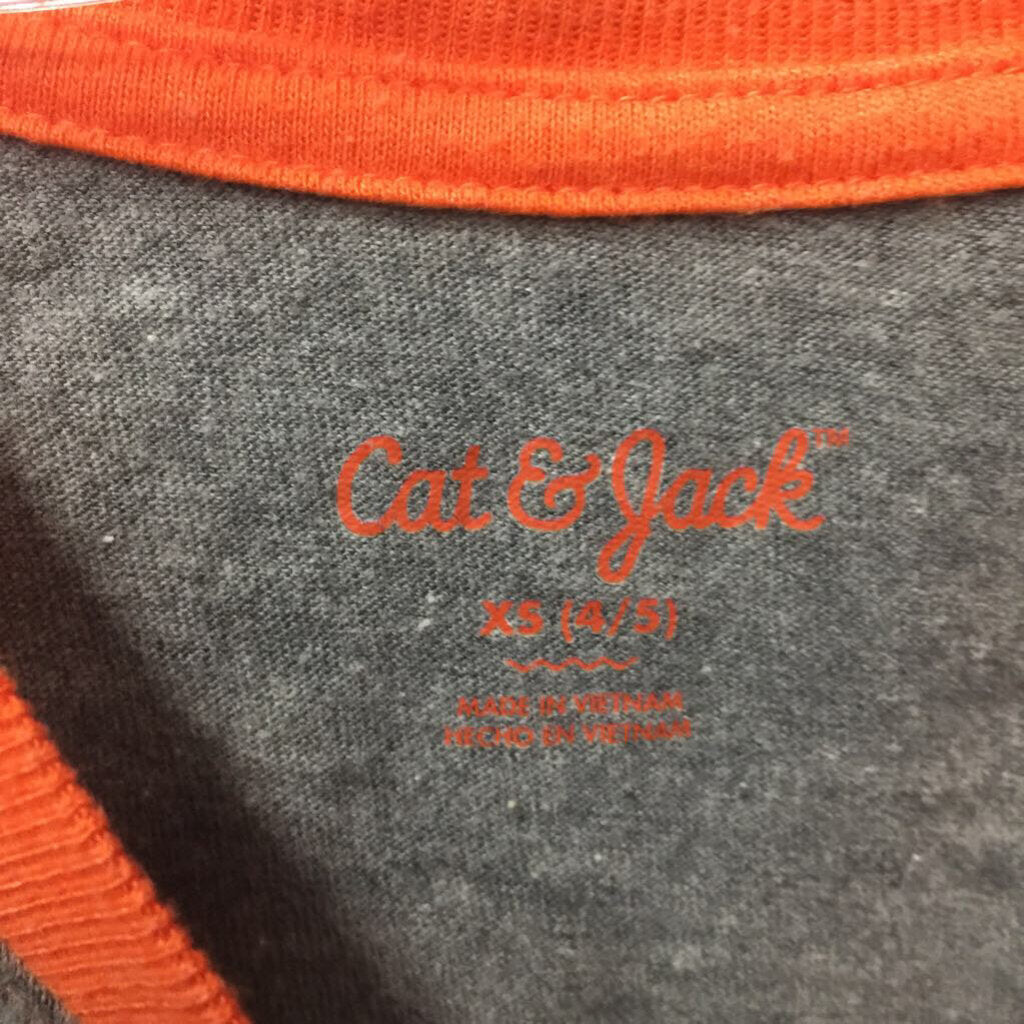 Cat & Jack™
XS (4/5)
MADE IN VIETNAM
HECHO EN VIETNAM